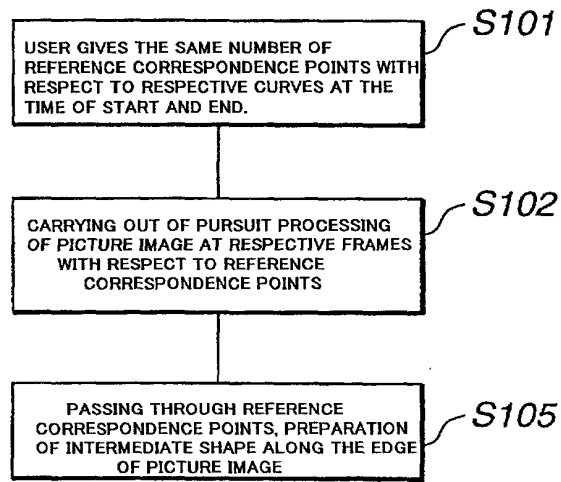 S101
USER GIVES THE SAME NUMBER OF
REFERENCE CORRESPONDENCE POINTS WITH
RESPECT TO RESPECTIVE CURVES AT THE
TIME OF START AND END.
S102
CARRYING OUT OF PURSUIT PROCESSING
OF PICTURE IMAGE AT RESPECTIVE FRAMES
WITH RESPECT TO REFERENCE
CORRESPONDENCE POINTS
S105
PASSING THROUGH REFERENCE
CORRESPONDENCE POINTS, PREPARATION
OF INTERMEDIATE SHAPE ALONG THE EDGE
OF PICTURE IMAGE